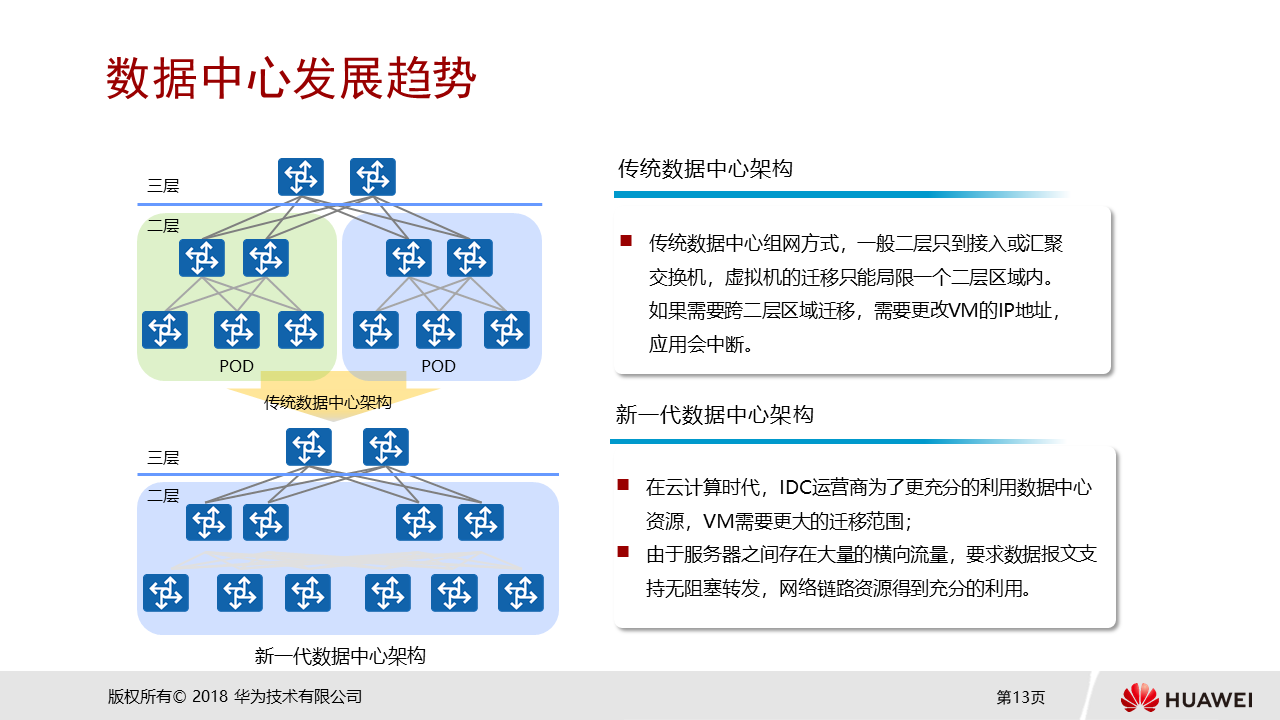 数据中心发展趋势
三层
二层
POD
POD
传统数据中心架构
三层
二层
新一代数据中心架构
传统数据中心架构
传统数据中心组网方式，一般二层只到接入或汇聚
交换机，虚拟机的迁移只能局限一个二层区域内。
如果需要跨二层区域迁移，需要更改VM的IP地址，
应用会中断。
新一代数据中心架构
在云计算时代，IDC运营商为了更充分的利用数据中心
资源，VM需要更大的迁移范围；
由于服务器之间存在大量的横向流量，要求数据报文支
持无阻塞转发，网络链路资源得到充分的利用。
版权所有© 2018 华为技术有限公司
第13页
HUAWEI